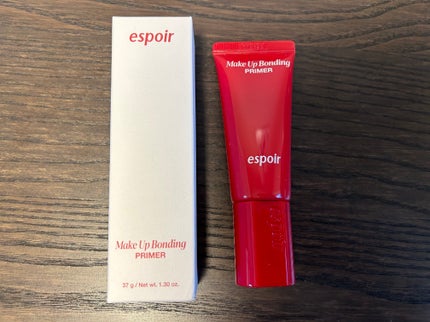 espoir
Make Up Bonding
PRIMER
37 g / Net wt. 1.30 oz.
Make Up Bonding
PRIMER
espoir